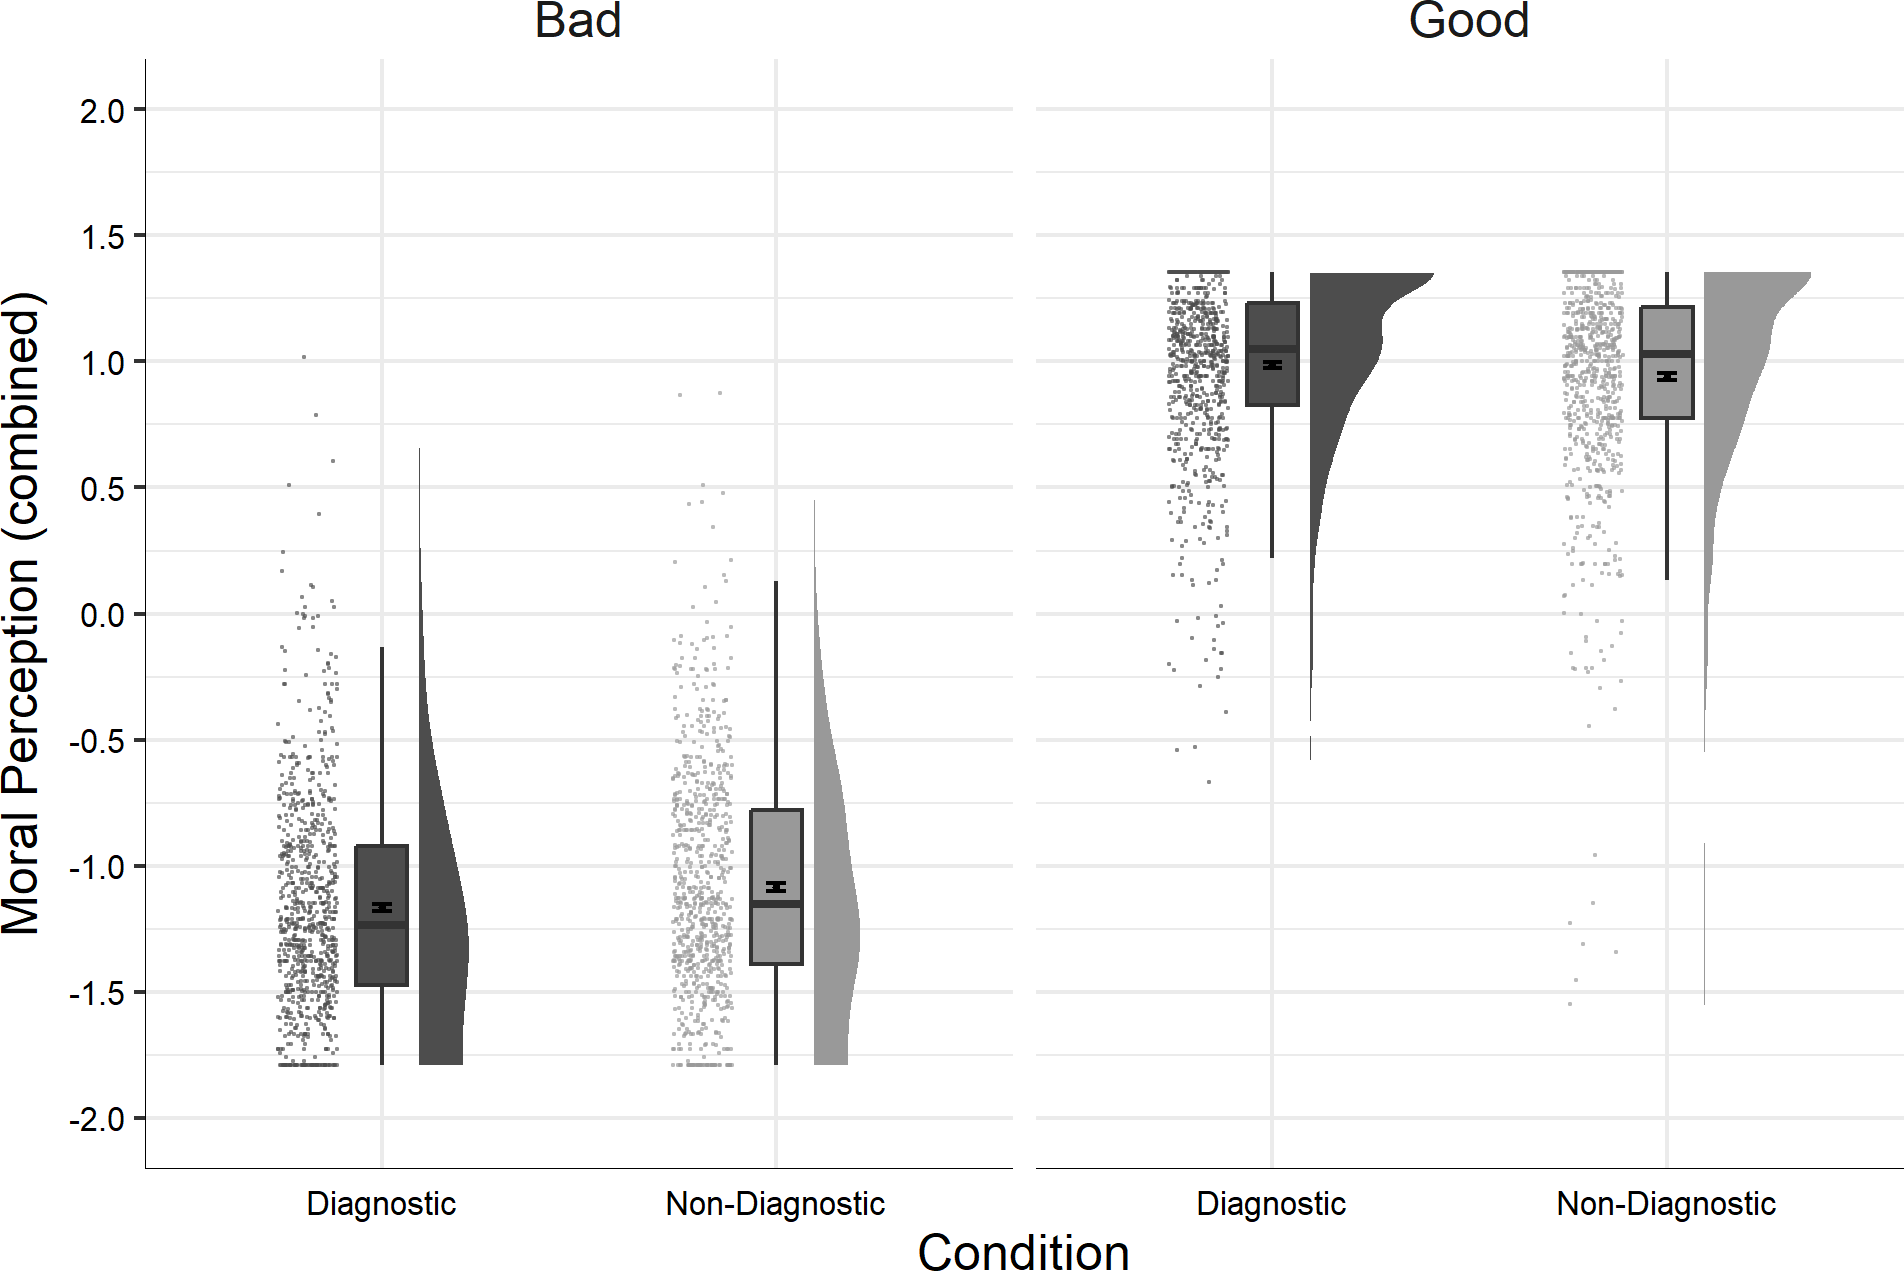 Bad
Good
Moral Perception (combined)
2.0
1.5
1.0
0.5
0.0
-0.5
-1.0
-1.5
-2.0
Diagnostic
Non-Diagnostic
Diagnostic
Non-Diagnostic
Condition